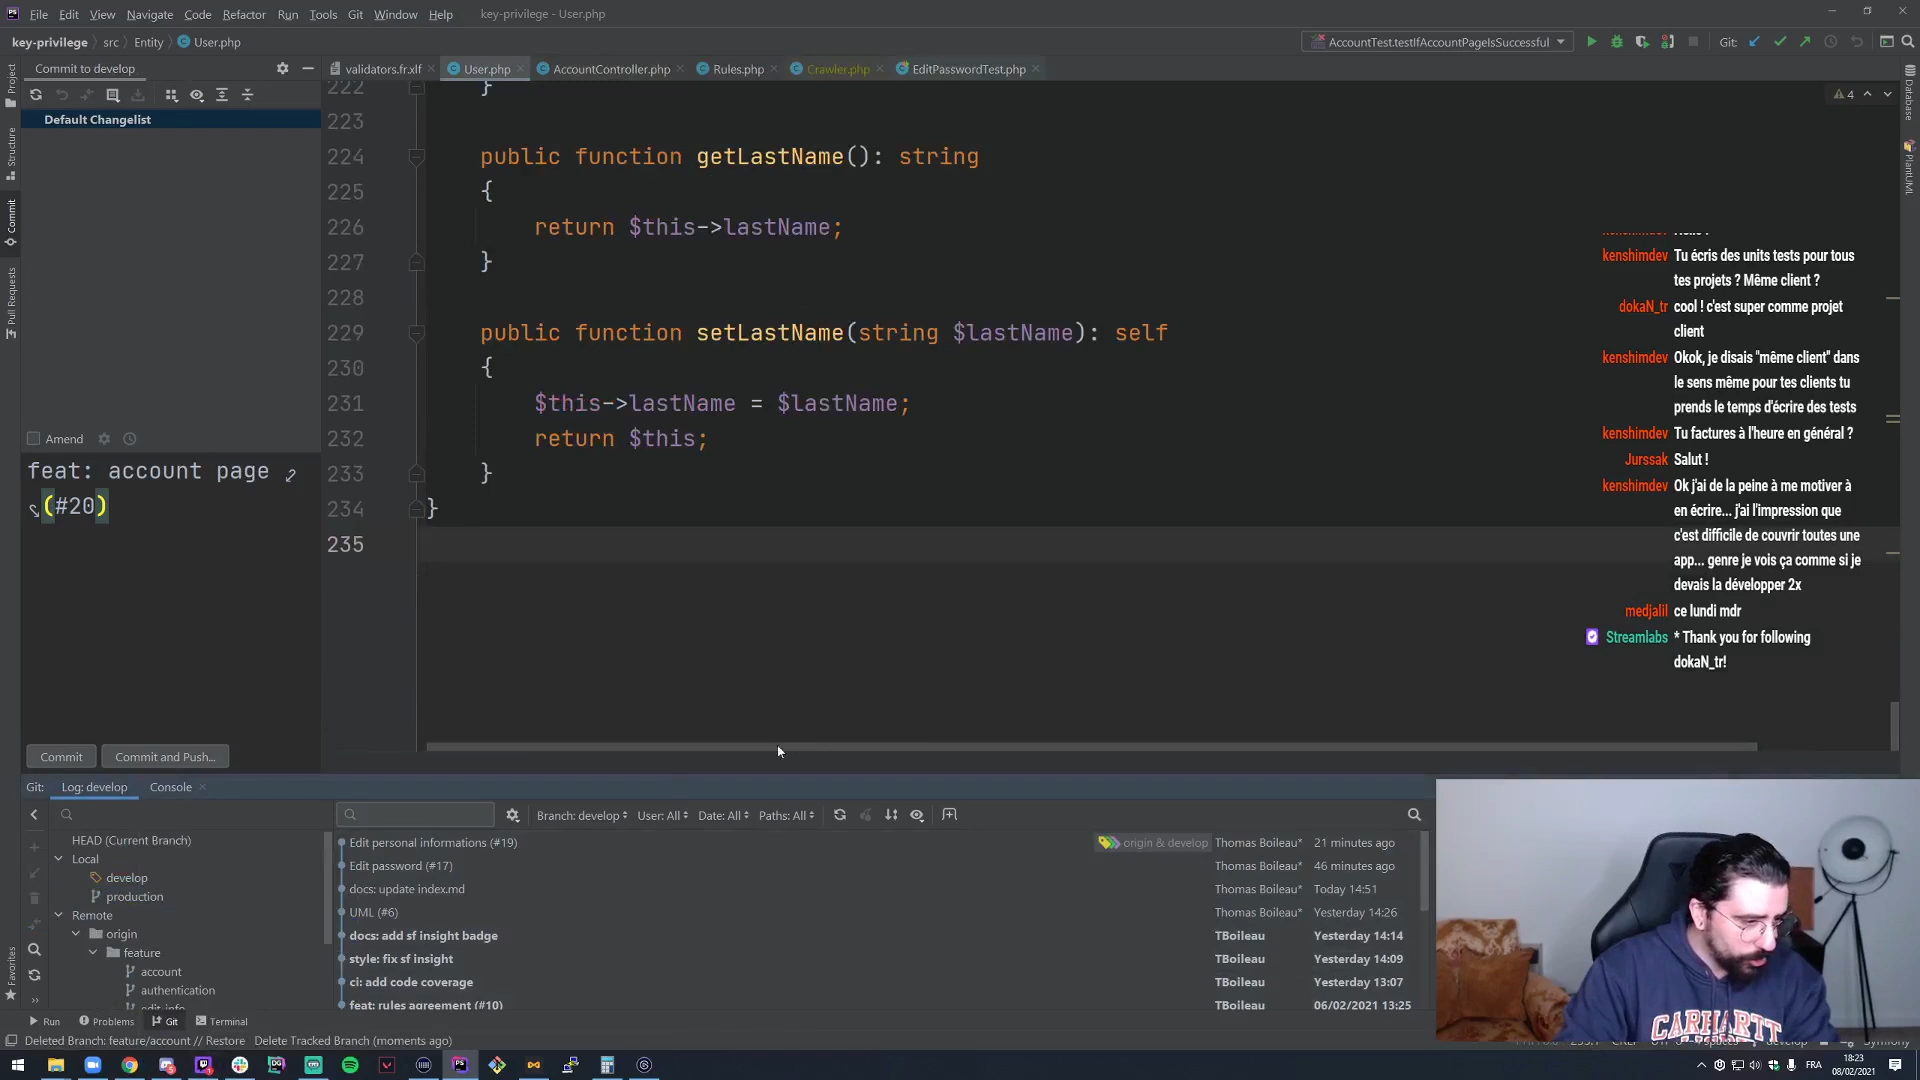 File Edit View Navigate Code Refactor Run Tools Git Window Help key-privilege - User.php
key-privilege src Entity User.php
AccountTest.testIfAccountPageIsSuccessful
Git:
Commit to develop
validators.fr.xlf User.php AccountController.php Rules.php Crawler.php EditPasswordTest.php
Project
Structure
Commit
Pull Requests
Favorites
Database
PlantUML
Default Changelist
4
222 }
223
224 public function getLastName(): string
225 {
226 return $this->lastName;
227 }
228
229 public function setLastName(string $lastName): self
230 {
231 $this->lastName = $lastName;
232 return $this;
233 }
234 }
235
kenshimdev Tu écris des units tests pour tous
tes projets ? Même client ?
dokaN_tr cool ! c'est super comme projet
client
kenshimdev Okok, je disais "même client" dans
le sens même pour tes clients tu
prends le temps d'écrire des tests
kenshimdev Tu factures à l'heure en général ?
Jurssak Salut !
kenshimdev Ok j'ai de la peine à me motiver à
en écrire... j'ai l'impression que
c'est difficile de couvrir toutes une
app... genre je vois ça comme si je
devais la développer 2x
medjalil ce lundi mdr
Streamlabs * Thank you for following
dokaN_tr!
Amend
feat: account page
(#20)
Commit Commit and Push...
Git: Log: develop Console
Branch: develop User: All Date: All Paths: All
HEAD (Current Branch)
Local
develop
production
Remote
origin
feature
account
authentication
edit-info
Edit personal informations (#19) origin & develop Thomas Boileau* 21 minutes ago
Edit password (#17) Thomas Boileau* 46 minutes ago
docs: update index.md Thomas Boileau* Today 14:51
UML (#6) Thomas Boileau* Yesterday 14:26
docs: add sf insight badge TBoileau Yesterday 14:14
style: fix sf insight TBoileau Yesterday 14:09
ci: add code coverage TBoileau Yesterday 13:07
feat: rules agreement (#10) TBoileau 06/02/2021 13:25
Run Problems Git Terminal
Deleted Branch: feature/account // Restore Delete Tracked Branch (moments ago)
CARHARTT
FRA
18:23
08/02/2021